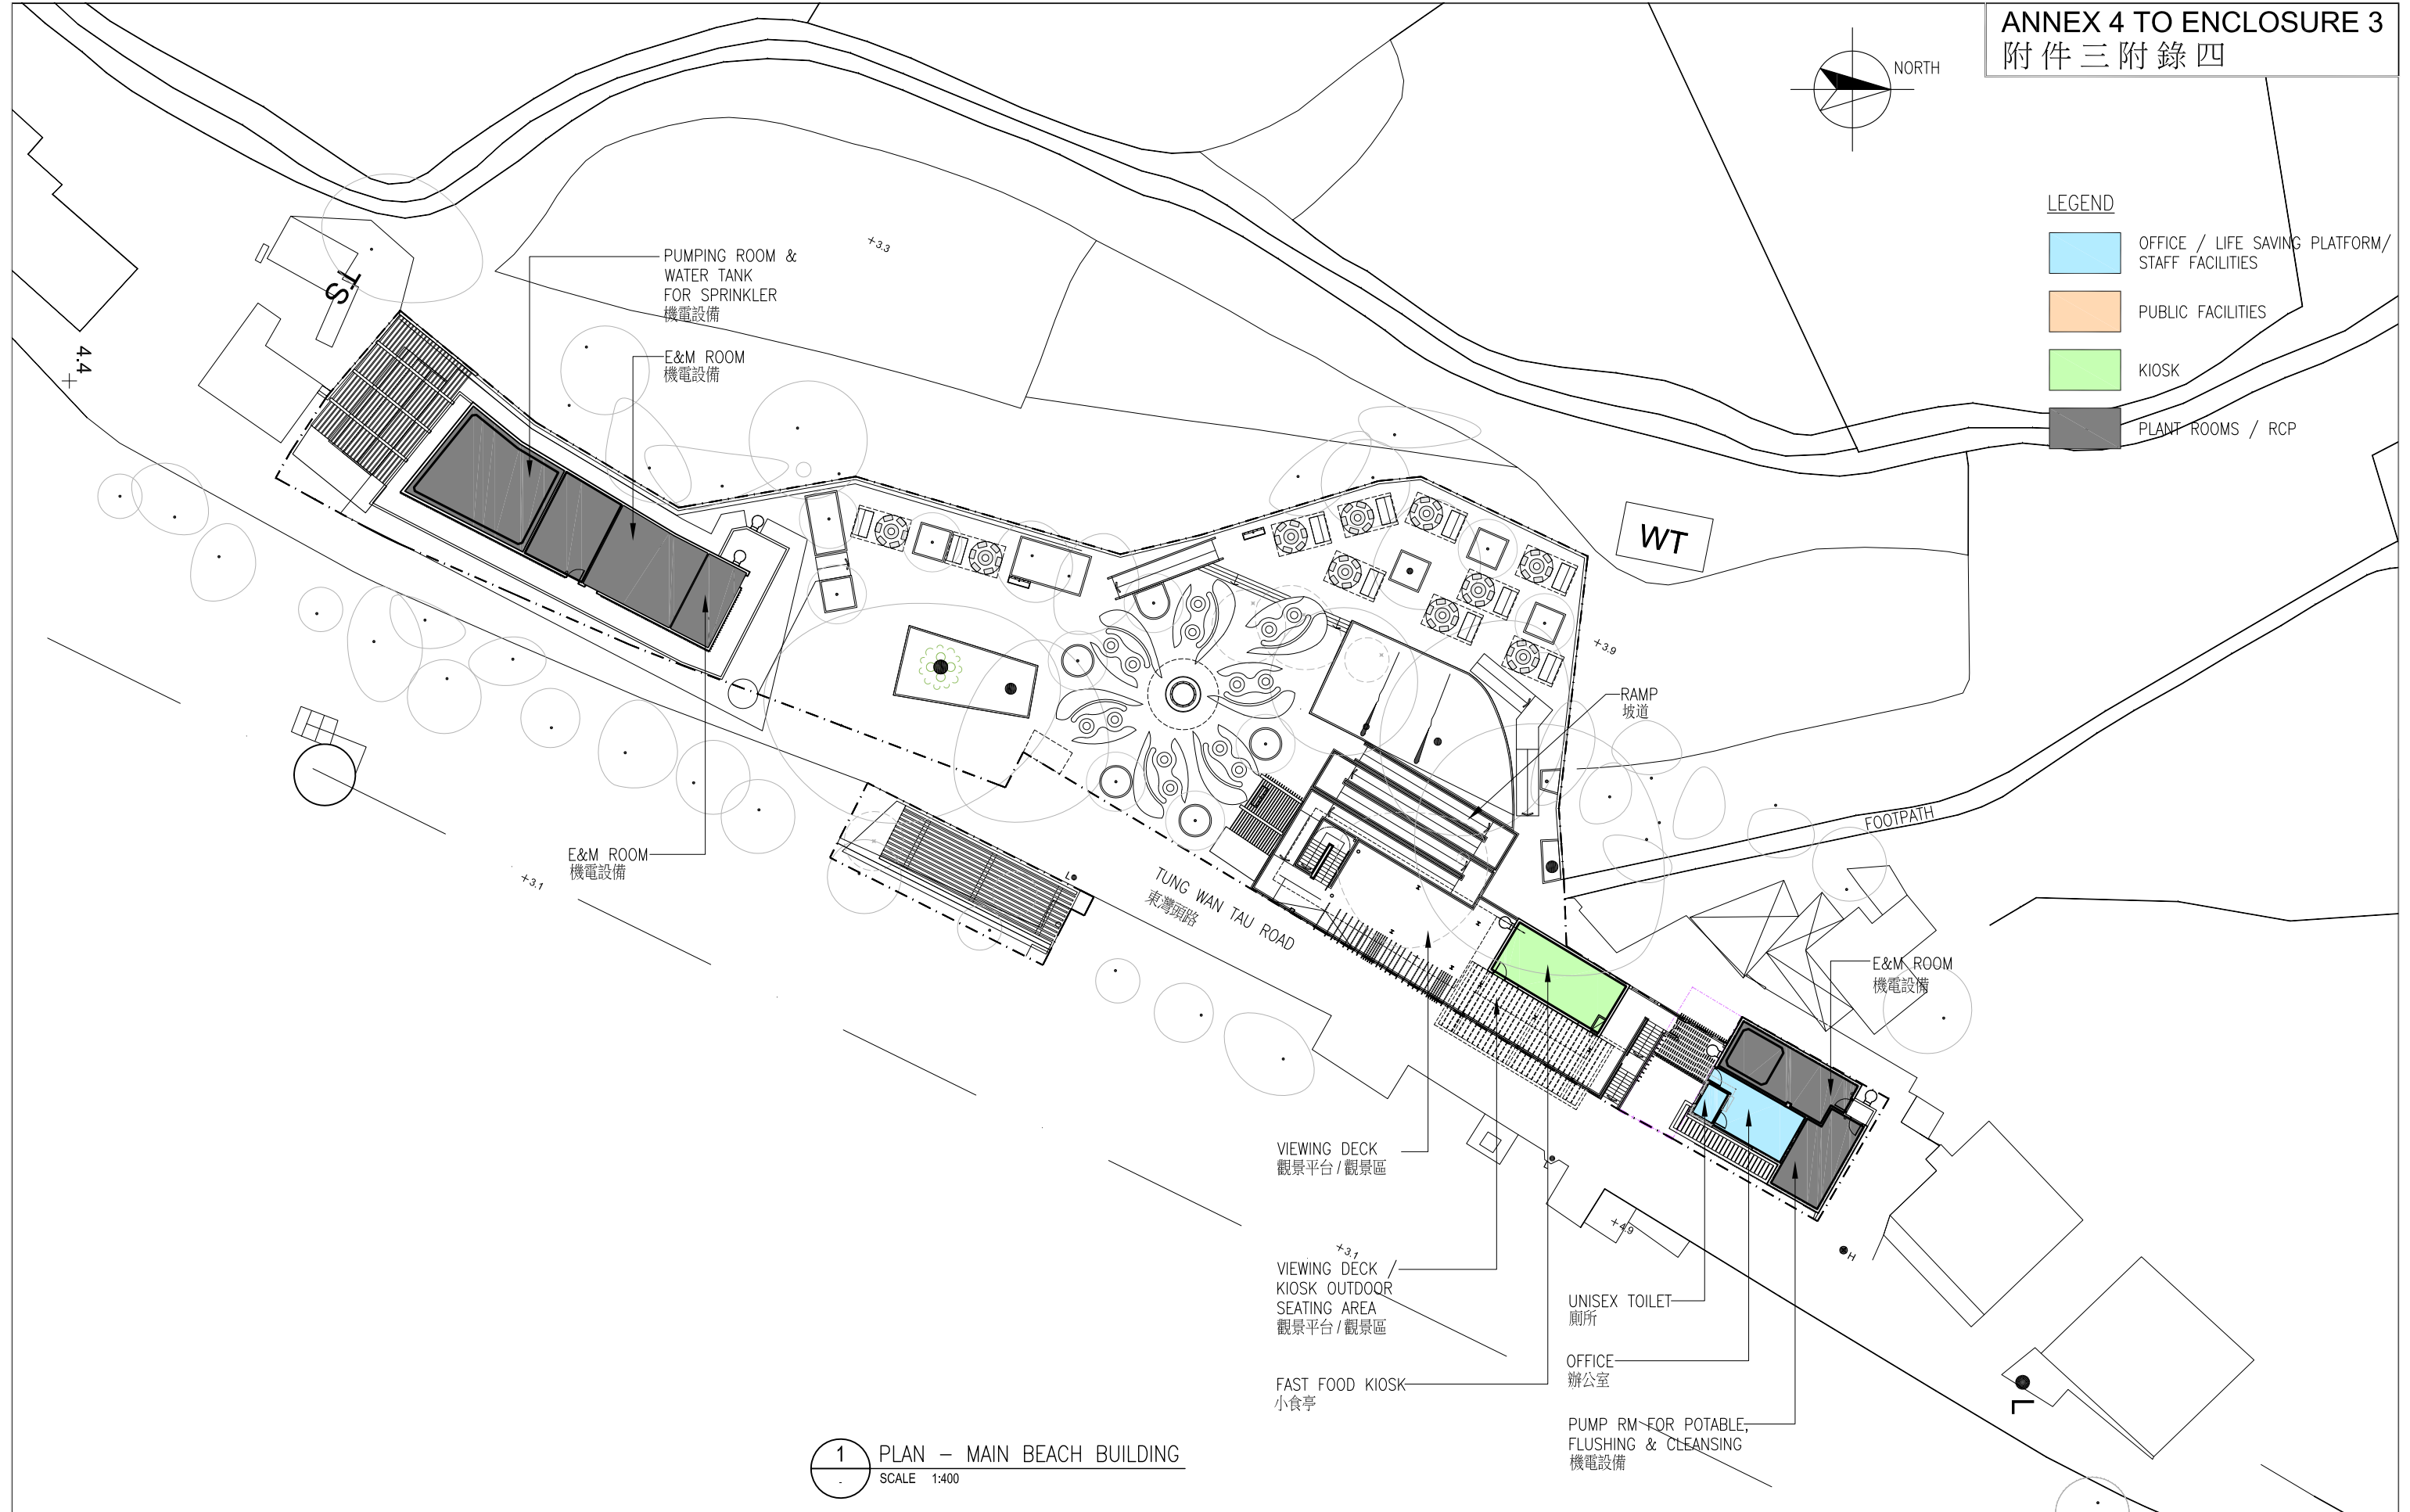 ANNEX 4 TO ENCLOSURE 3
附件三附錄四
NORTH
LEGEND
OFFICE / LIFE SAVING PLATFORM/
STAFF FACILITIES
PUBLIC FACILITIES
KIOSK
PLANT ROOMS / RCP
PUMPING ROOM &
WATER TANK
FOR SPRINKLER
機電設備
E&M ROOM
機電設備
+3.3
TS
4.4
WT
+3.9
RAMP
坡道
FOOTPATH
E&M ROOM
機電設備
+3.1
L
TUNG WAN TAU ROAD
東灣頭路
E&M ROOM
機電設備
VIEWING DECK
觀景平台/觀景區
+4.9
+3.1
H
VIEWING DECK /
KIOSK OUTDOOR
SEATING AREA
觀景平台/觀景區
UNISEX TOILET
廁所
OFFICE
辦公室
FAST FOOD KIOSK
小食亭
L
PUMP RM FOR POTABLE,
FLUSHING & CLEANSING
機電設備
1
-
PLAN - MAIN BEACH BUILDING
SCALE 1:400